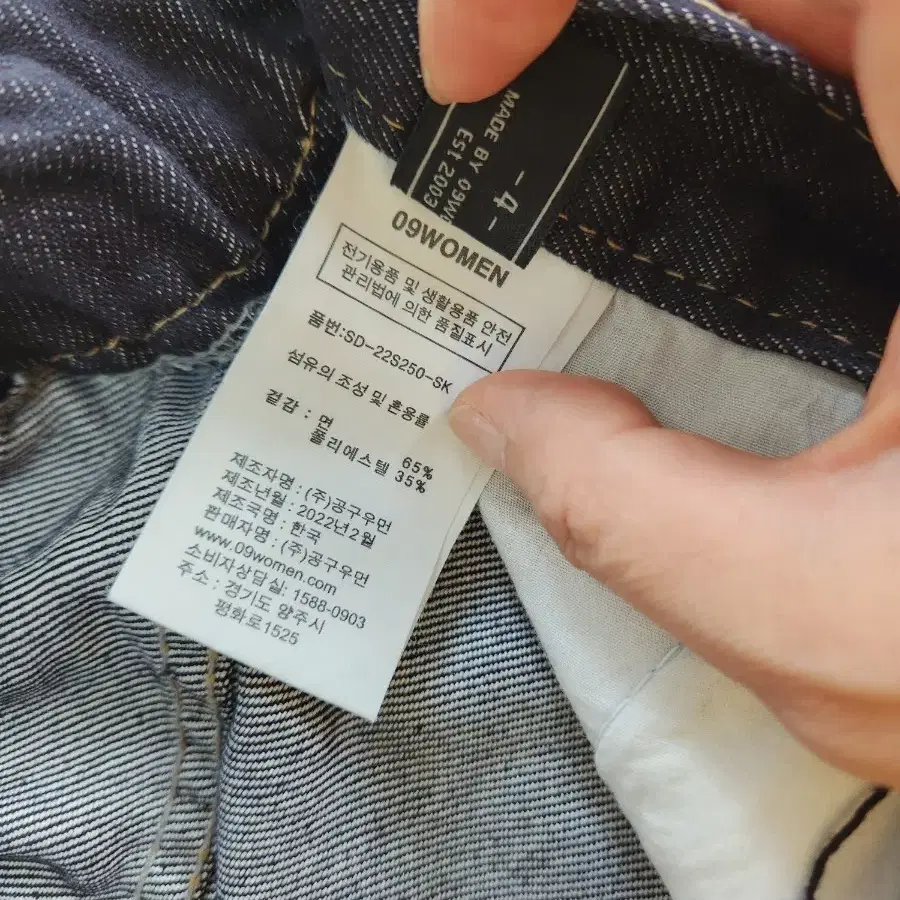 -4-
MADE BY 09W
Est 2003
09WOMEN
전기용품 및 생활용품 안전
관리법에 의한 품질표시
품번:SD-22S250-SK
섬유의 조성 및 혼용률
겉감 : 면 65%
폴리에스텔 35%
제조자명 : (주)공구우먼
제조년월 : 2022년2월
제조국명 : 한국
판매자명 : (주)공구우먼
www.09women.com
소비자상담실: 1588-0903
주소 : 경기도 양주시
평화로1525